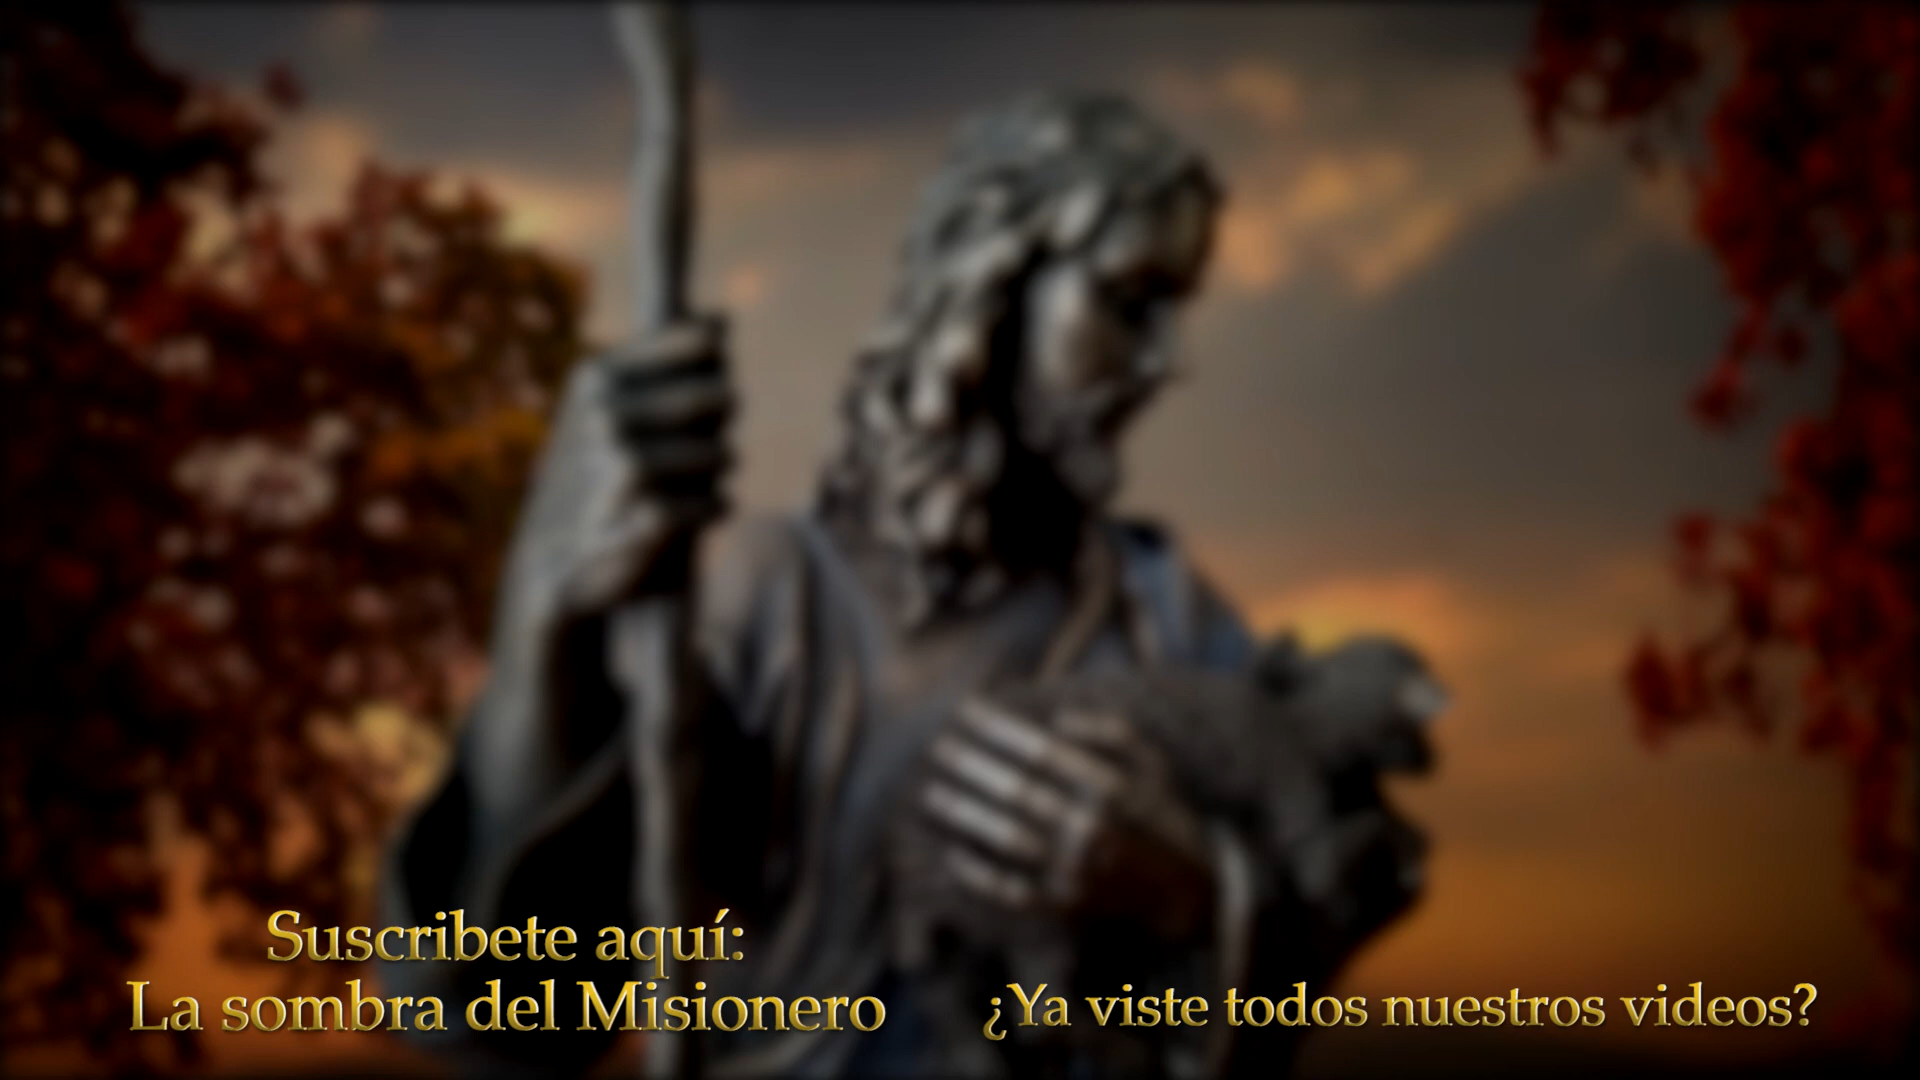 Suscribete aquí:
La sombra del Misionero
¿Ya viste todos nuestros videos?